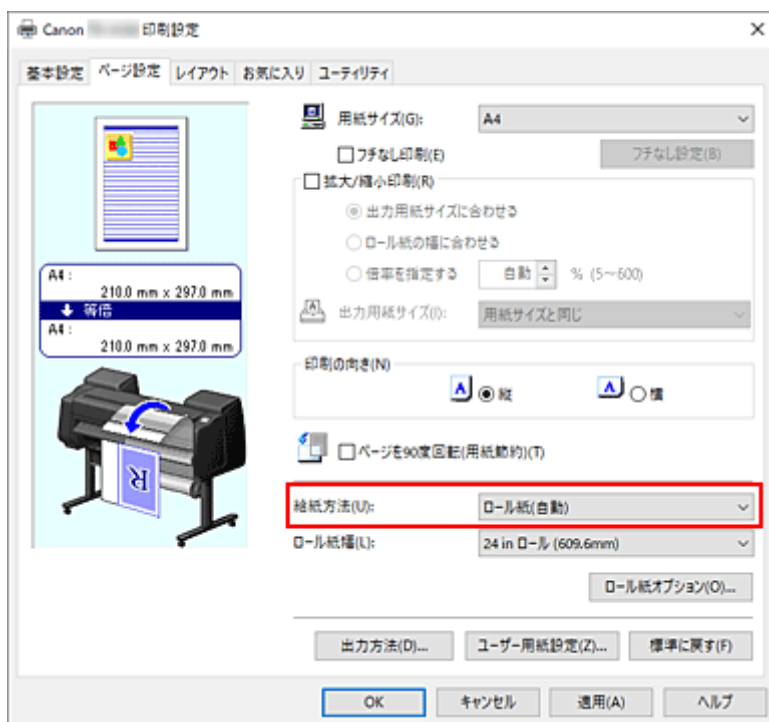 Canon 印刷設定
基本設定 ページ設定 レイアウト お気に入り ユーティリティ
用紙サイズ(G): A4
フチなし印刷(E) フチなし設定(B)
拡大/縮小印刷(R)
出力用紙サイズに合わせる
ロール紙の幅に合わせる
倍率を指定する 自動 % (5～600)
出力用紙サイズ(I): 用紙サイズと同じ
A4 :
210.0 mm x 297.0 mm
等倍
A4 :
210.0 mm x 297.0 mm
印刷の向き(N)
A 縦 A 横
ページを90度回転(用紙節約)(T)
R
給紙方法(U): ロール紙(自動)
ロール紙幅(L): 24 in ロール (609.6mm)
ロール紙オプション(O)...
出力方法(D)... ユーザー用紙設定(Z)... 標準に戻す(F)
OK キャンセル 適用(A) ヘルプ